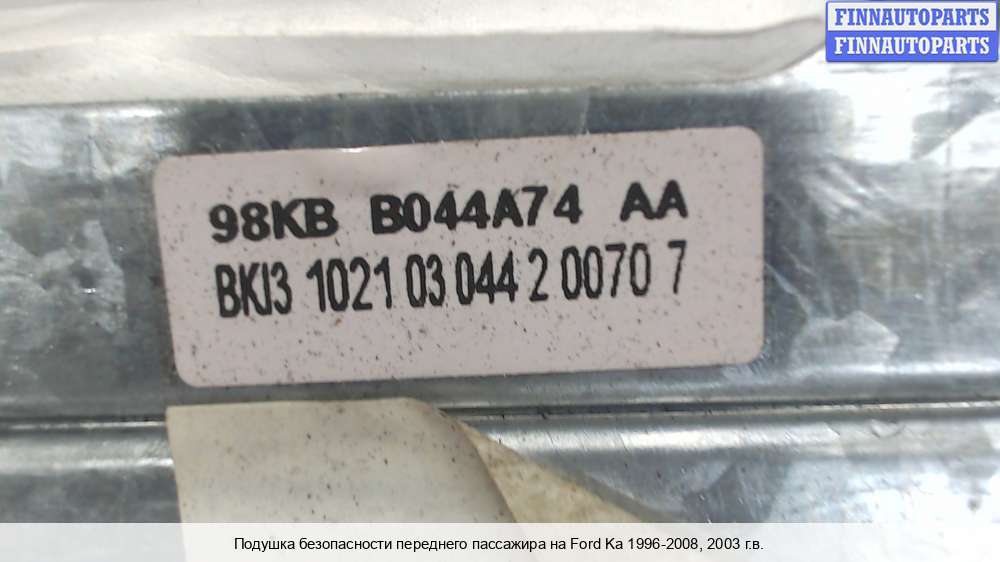 FINNAUTOPARTS
FINNAUTOPARTS
98KB B044A74 AA
BKI3 1021 03 044 2 0070 7
Подушка безопасности переднего пассажира на Ford Ka 1996-2008, 2003 г.в.